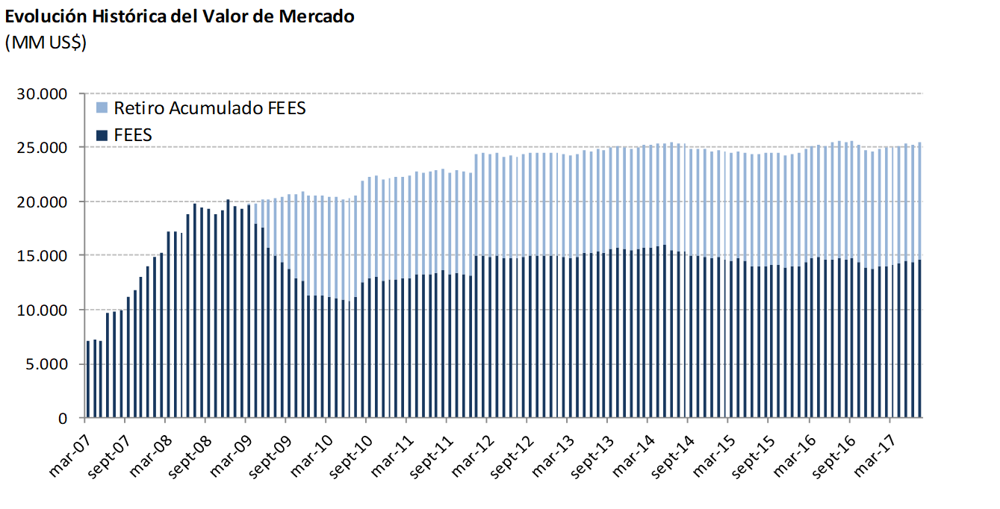 Evolución Histórica del Valor de Mercado
(MM US$)
30.000
Retiro Acumulado FEES
FEES
25.000
20.000
15.000
10.000
5.000
0
mar-07
sept-07
mar-08
sept-08
mar-09
sept-09
mar-10
sept-10
mar-11
sept-11
mar-12
sept-12
mar-13
sept-13
mar-14
sept-14
mar-15
sept-15
mar-16
sept-16
mar-17